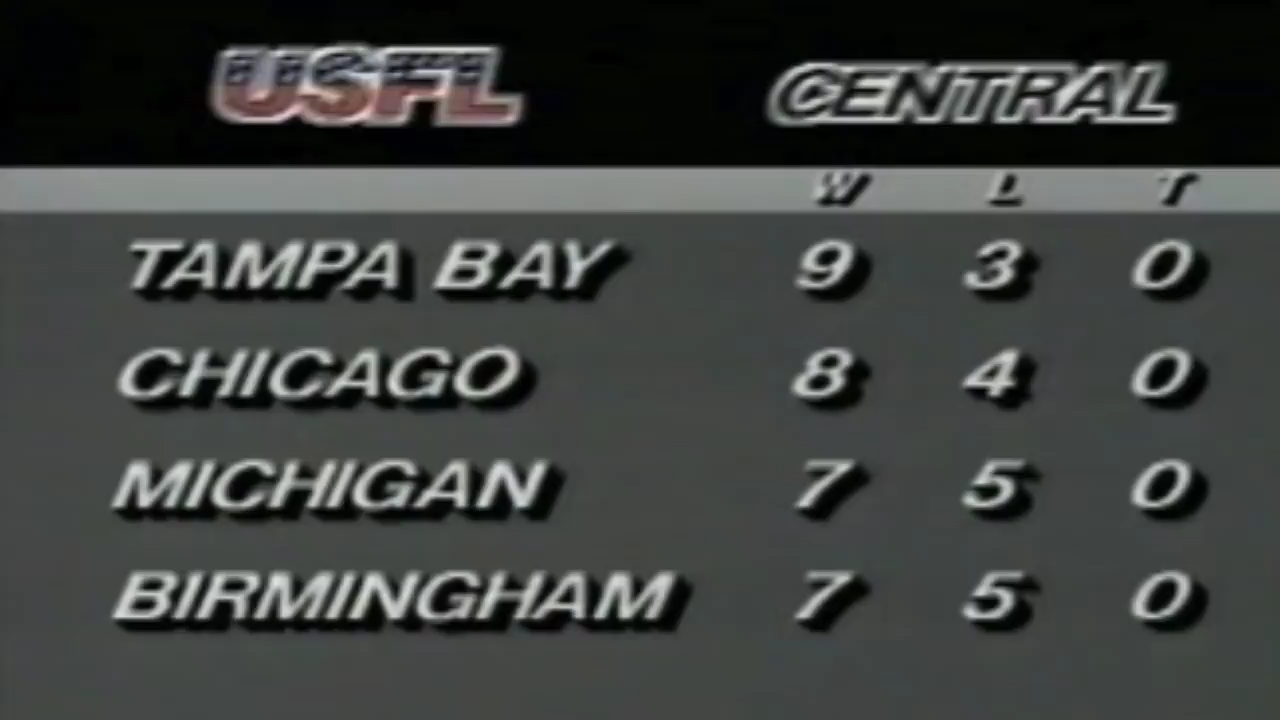 USFL CENTRAL
W L T
TAMPA BAY 9 3 0
CHICAGO 8 4 0
MICHIGAN 7 5 0
BIRMINGHAM 7 5 0